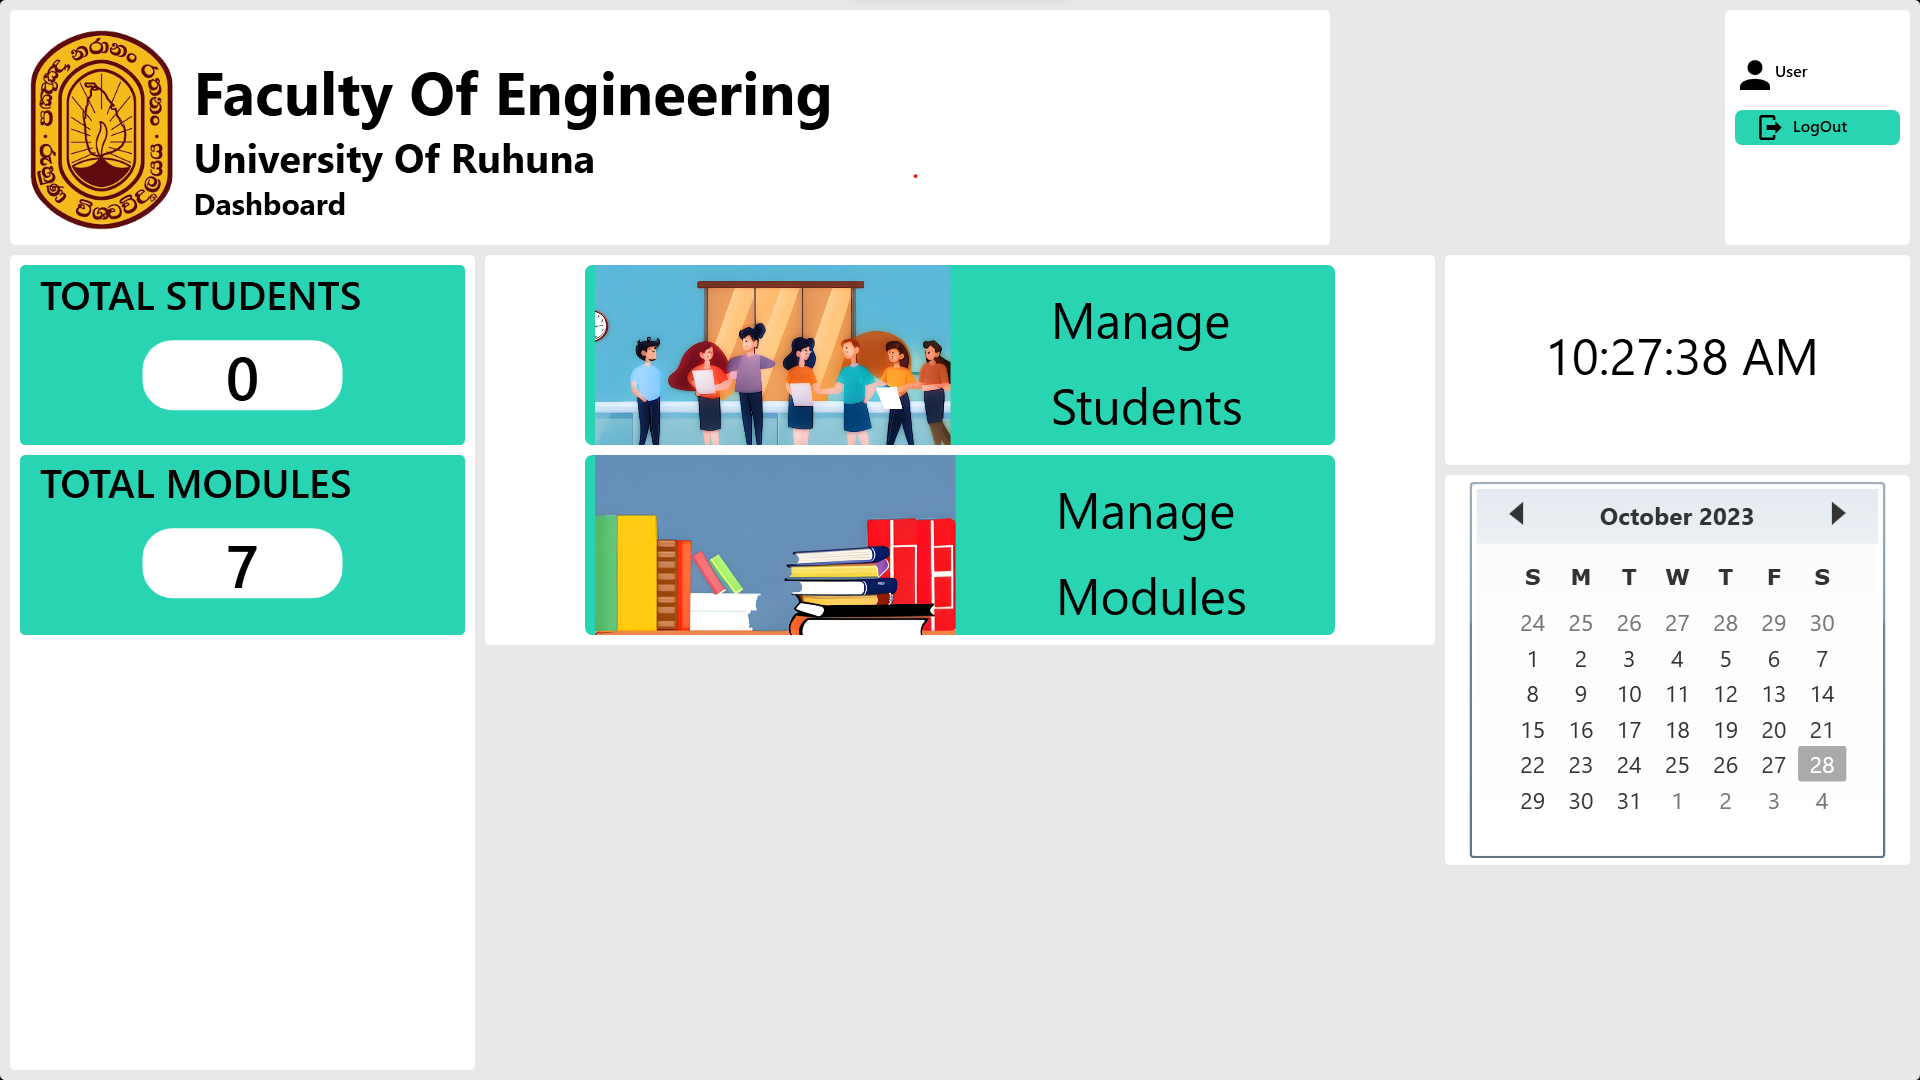 Faculty Of Engineering
University Of Ruhuna
Dashboard
User
LogOut
TOTAL STUDENTS
0
TOTAL MODULES
7
Manage
Students
Manage
Modules
10:27:38 AM
October 2023
S M T W T F S
24 25 26 27 28 29 30
1 2 3 4 5 6 7
8 9 10 11 12 13 14
15 16 17 18 19 20 21
22 23 24 25 26 27 28
29 30 31 1 2 3 4